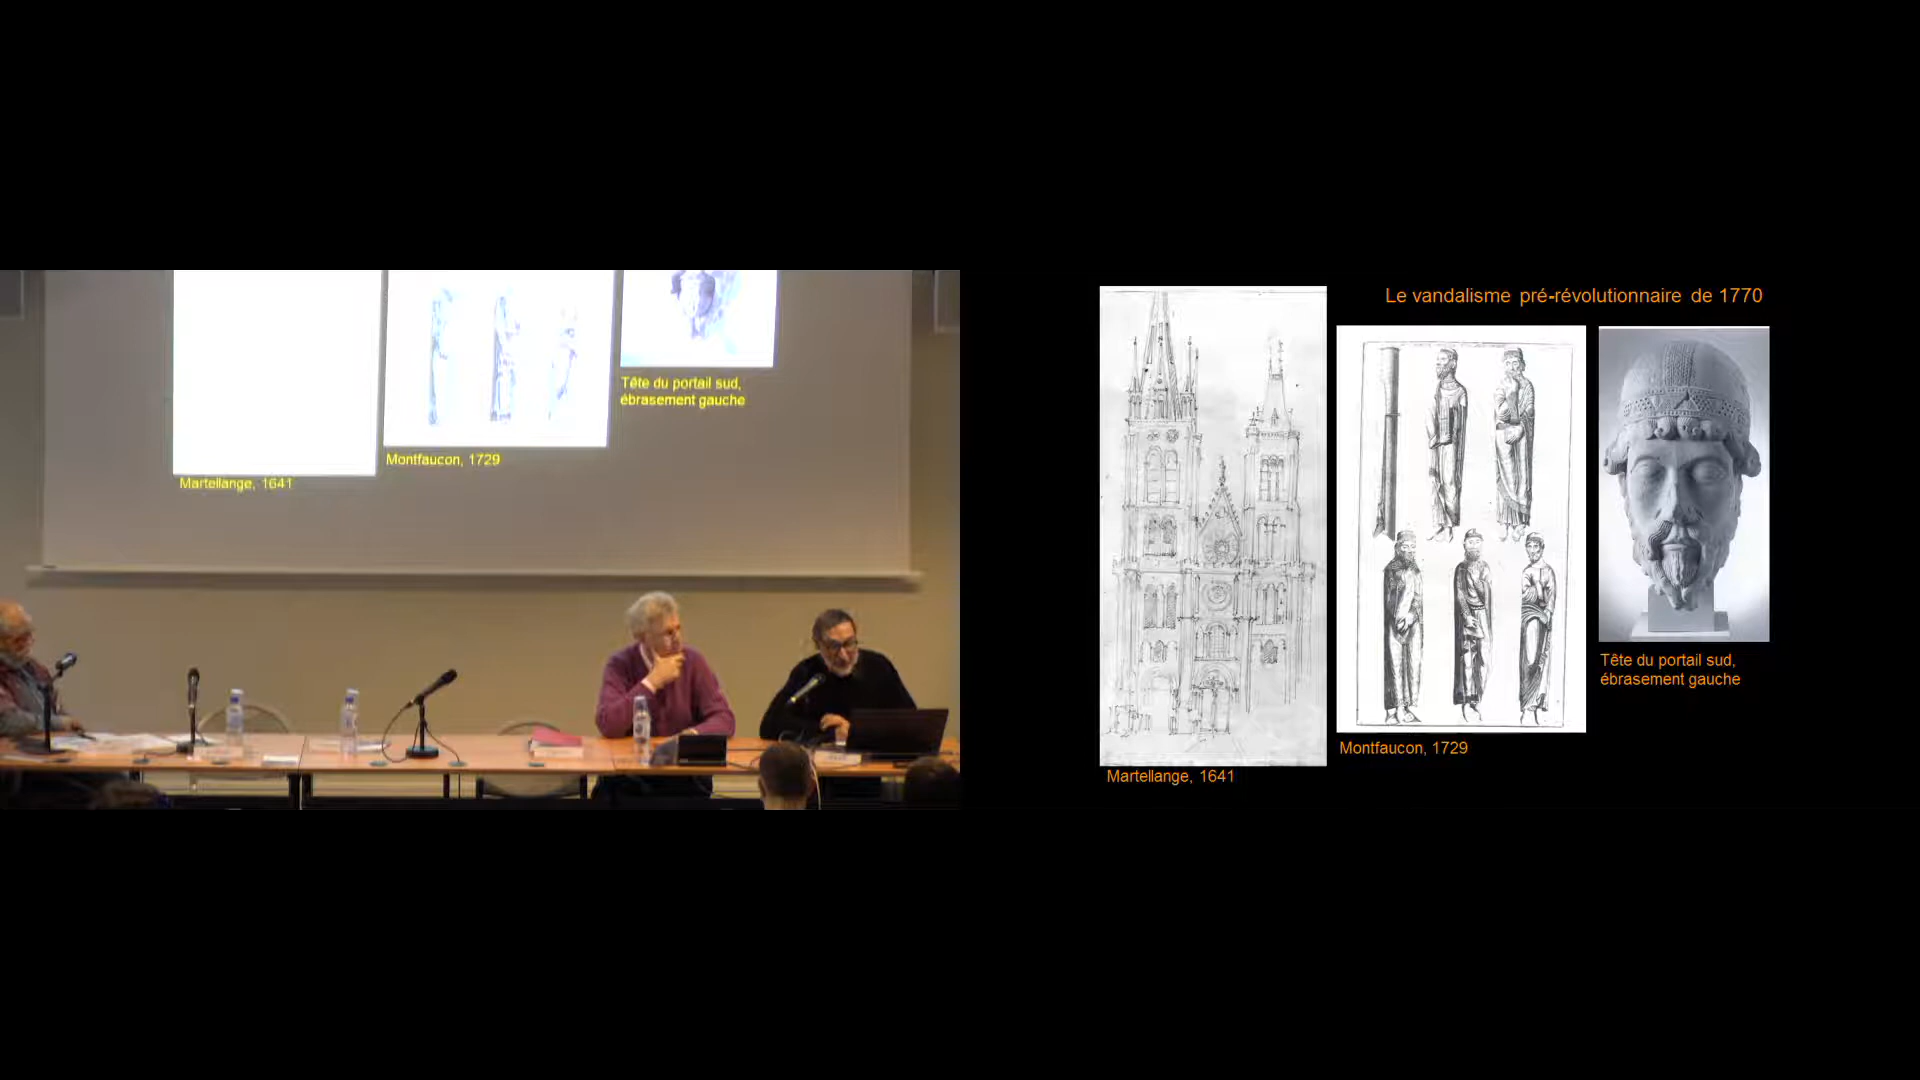 Tête du portail sud,
ébrasement gauche
Montfaucon, 1729
Martellange, 1641
Le vandalisme pré-révolutionnaire de 1770
Tête du portail sud,
ébrasement gauche
Montfaucon, 1729
Martellange, 1641